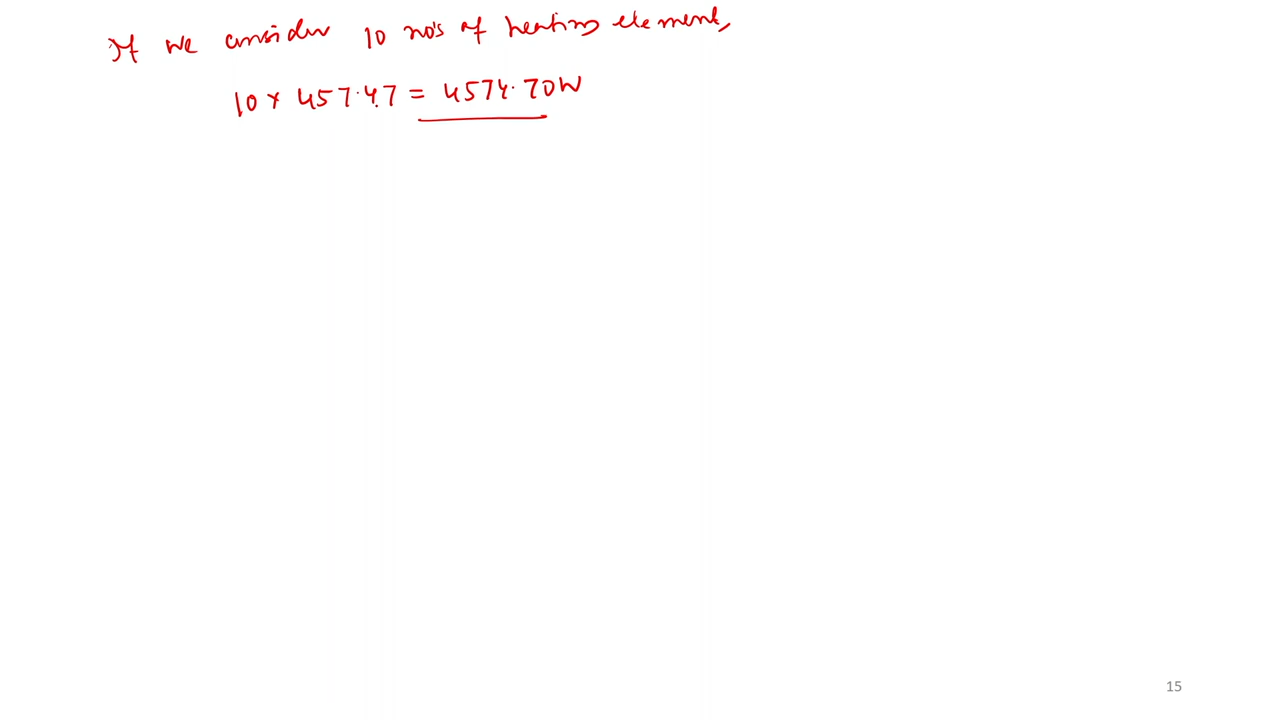 If we consider 10 no's of heating element,
10 × 457.47 = 4574.70W
15